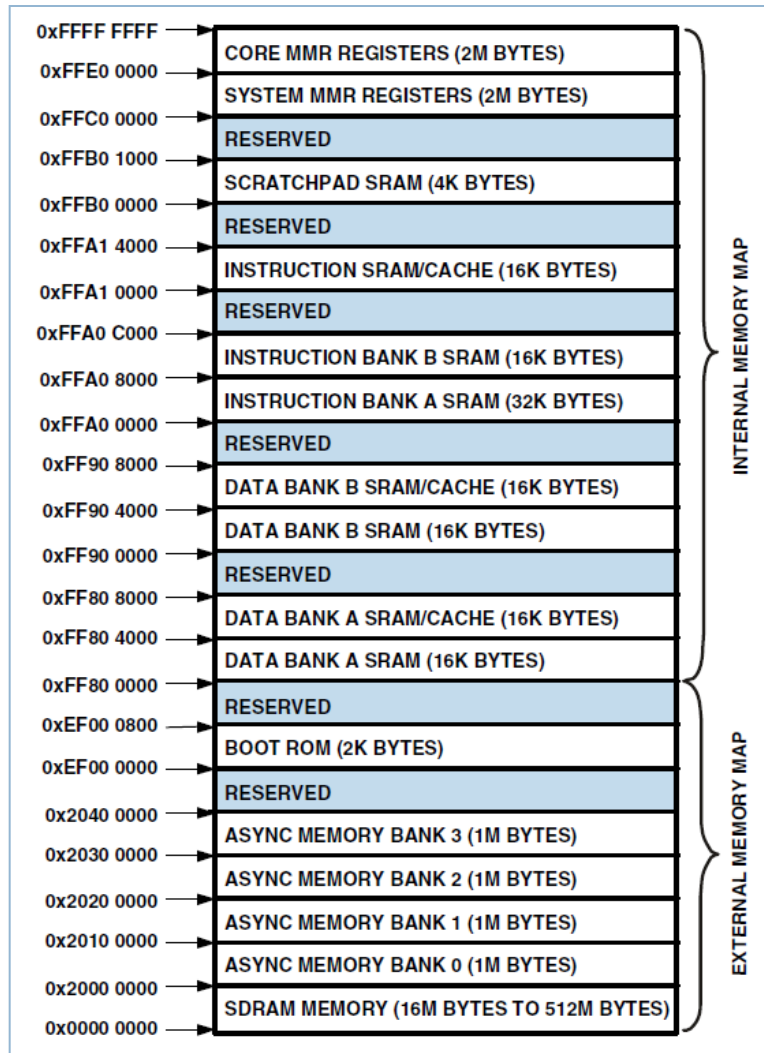 0xFFFF FFFF
CORE MMR REGISTERS (2M BYTES)
0xFFE0 0000
SYSTEM MMR REGISTERS (2M BYTES)
0xFFC0 0000
RESERVED
0xFFB0 1000
SCRATCHPAD SRAM (4K BYTES)
0xFFB0 0000
RESERVED
0xFFA1 4000
INSTRUCTION SRAM/CACHE (16K BYTES)
0xFFA1 0000
RESERVED
0xFFA0 C000
INSTRUCTION BANK B SRAM (16K BYTES)
0xFFA0 8000
INSTRUCTION BANK A SRAM (32K BYTES)
0xFFA0 0000
RESERVED
0xFF90 8000
DATA BANK B SRAM/CACHE (16K BYTES)
0xFF90 4000
DATA BANK B SRAM (16K BYTES)
0xFF90 0000
RESERVED
0xFF80 8000
DATA BANK A SRAM/CACHE (16K BYTES)
0xFF80 4000
DATA BANK A SRAM (16K BYTES)
0xFF80 0000
RESERVED
0xEF00 0800
BOOT ROM (2K BYTES)
0xEF00 0000
RESERVED
0x2040 0000
ASYNC MEMORY BANK 3 (1M BYTES)
0x2030 0000
ASYNC MEMORY BANK 2 (1M BYTES)
0x2020 0000
ASYNC MEMORY BANK 1 (1M BYTES)
0x2010 0000
ASYNC MEMORY BANK 0 (1M BYTES)
0x2000 0000
SDRAM MEMORY (16M BYTES TO 512M BYTES)
0x0000 0000
INTERNAL MEMORY MAP
EXTERNAL MEMORY MAP